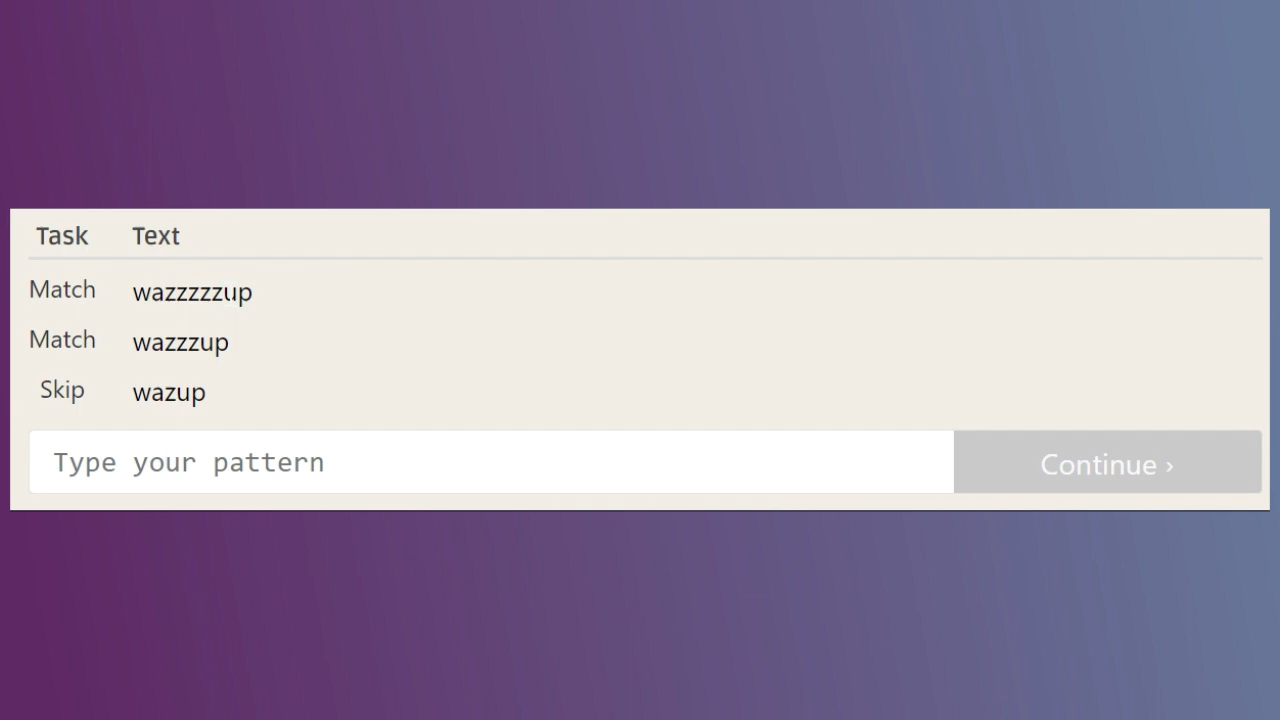 Task Text
Match wazzzzzup
Match wazzzup
Skip wazup
Type your pattern Continue ›